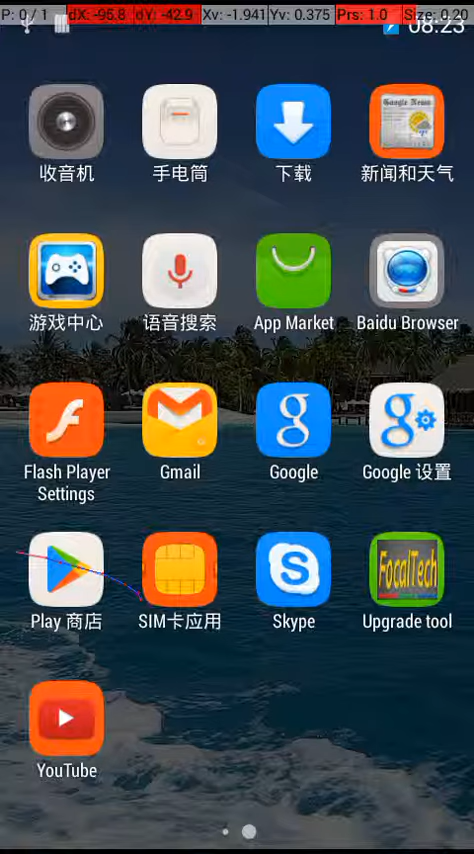 P: 0 / 1 dX: -95.8 dY: -42.9 Xv: -1.941 Yv: 0.375 Prs: 1.0 Size: 0.20
08:23
Google News
收音机 手电筒 下载 新闻和天气
游戏中心 语音搜索 App Market Baidu Browser
Flash Player Gmail Google Google 设置
Settings
FocalTech
Play 商店 SIM卡应用 Skype Upgrade tool
YouTube